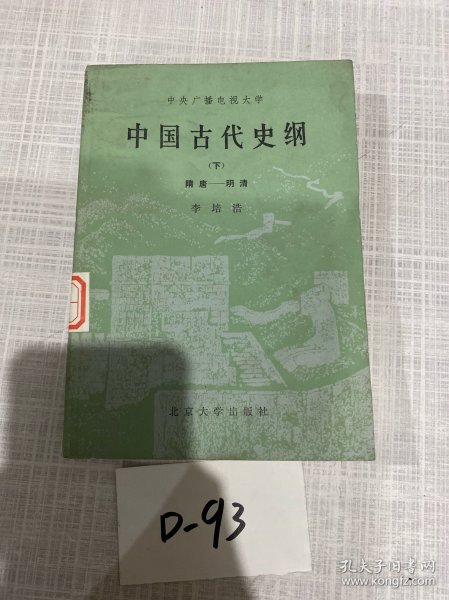 中央广播电视大学
中国古代史纲
(下)
隋唐——明清
李培浩
北京大学出版社
D-93
孔夫子旧书网
www.kongfz.com